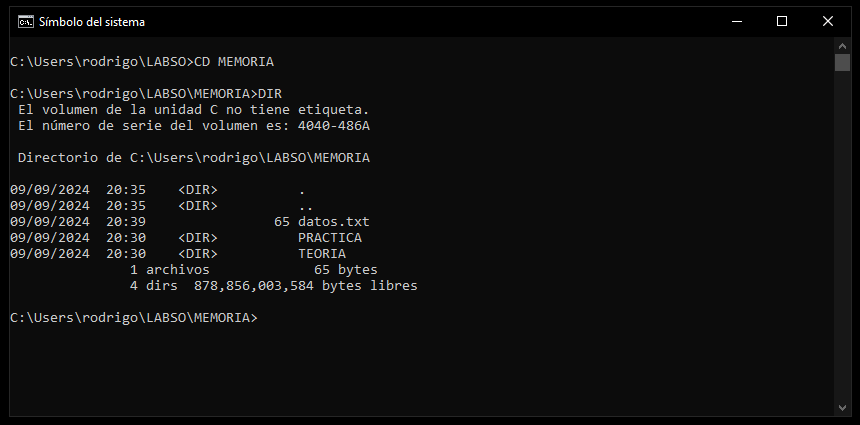 Símbolo del sistema
C:\Users\rodrigo\LABSO>CD MEMORIA
C:\Users\rodrigo\LABSO\MEMORIA>DIR
El volumen de la unidad C no tiene etiqueta.
El número de serie del volumen es: 4040-486A
Directorio de C:\Users\rodrigo\LABSO\MEMORIA
09/09/2024  20:35    <DIR>          .
09/09/2024  20:35    <DIR>          ..
09/09/2024  20:39                65 datos.txt
09/09/2024  20:30    <DIR>          PRACTICA
09/09/2024  20:30    <DIR>          TEORIA
1 archivos             65 bytes
4 dirs  878,856,003,584 bytes libres
C:\Users\rodrigo\LABSO\MEMORIA>